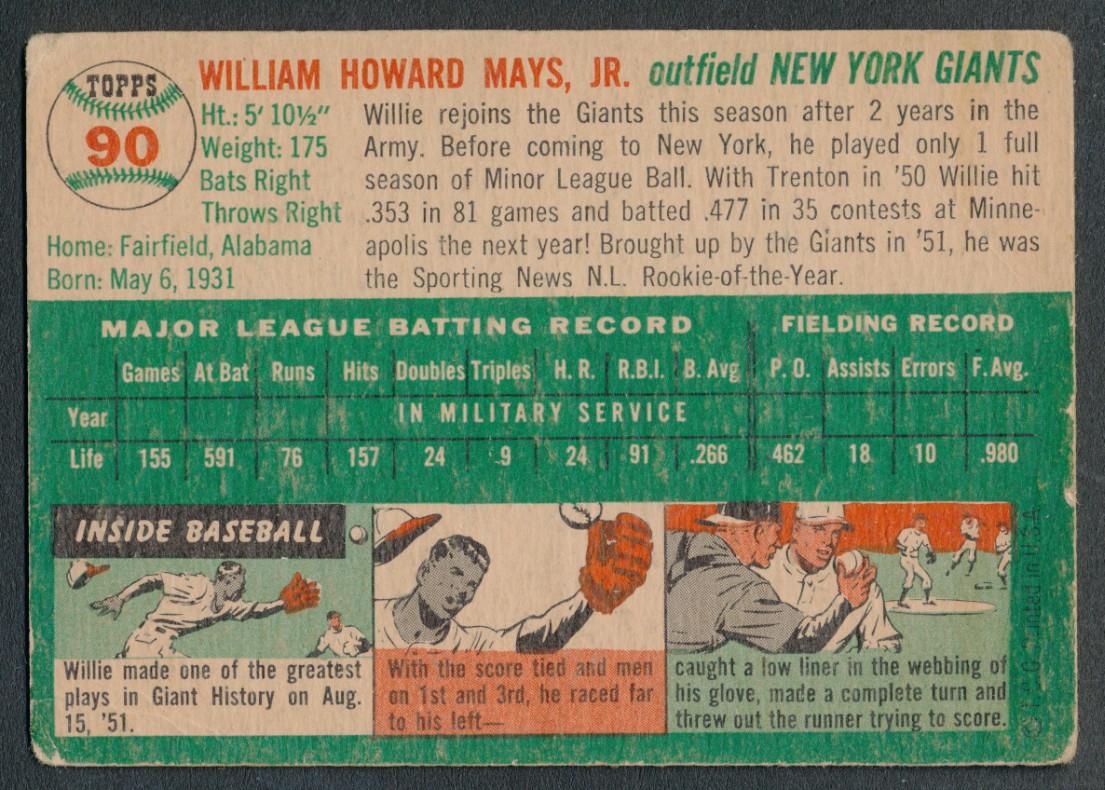 TOPPS
90
WILLIAM HOWARD MAYS, JR. outfield NEW YORK GIANTS
Ht.: 5' 10½"
Weight: 175
Bats Right
Throws Right
Home: Fairfield, Alabama
Born: May 6, 1931
Willie rejoins the Giants this season after 2 years in the
Army. Before coming to New York, he played only 1 full
season of Minor League Ball. With Trenton in '50 Willie hit
.353 in 81 games and batted .477 in 35 contests at Minne-
apolis the next year! Brought up by the Giants in '51, he was
the Sporting News N.L. Rookie-of-the-Year.
MAJOR LEAGUE BATTING RECORD FIELDING RECORD
Games At Bat Runs Hits Doubles Triples H. R. R.B.I. B. Avg P. O. Assists Errors F. Avg.
Year IN MILITARY SERVICE
Life 155 591 76 157 24 9 24 91 .266 462 18 10 .980
INSIDE BASEBALL
Willie made one of the greatest
plays in Giant History on Aug.
15, '51.
With the score tied and men
on 1st and 3rd, he raced far
to his left—
caught a low liner in the webbing of
his glove, made a complete turn and
threw out the runner trying to score.
© T. C. G. Printed in U.S.A.